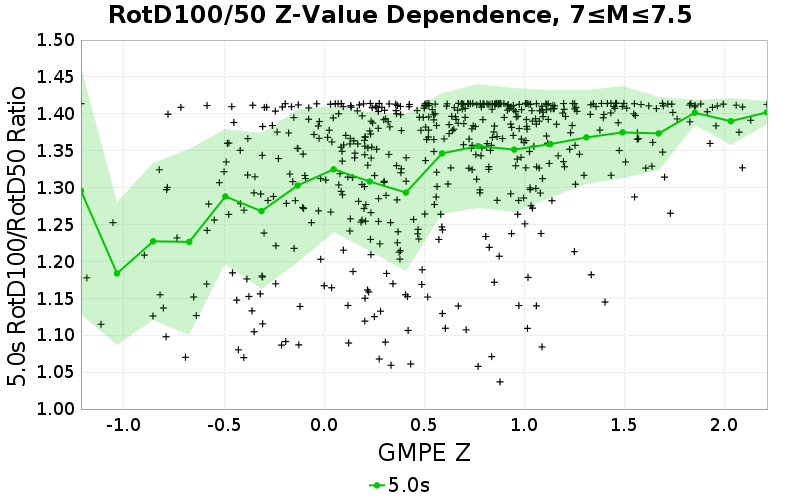 RotD100/50 Z-Value Dependence, 7≤M≤7.5
5.0s RotD100/RotD50 Ratio
1.50
1.45
1.40
1.35
1.30
1.25
1.20
1.15
1.10
1.05
1.00
-1.0 -0.5 0.0 0.5 1.0 1.5 2.0
GMPE Z
5.0s